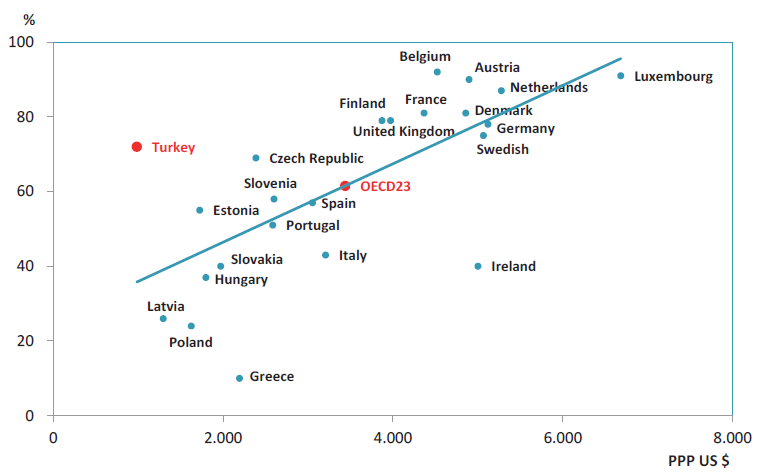 %
100
Belgium
Austria
Luxembourg
Netherlands
Finland
France
Denmark
80
United Kingdom
Germany
Turkey
Swedish
Czech Republic
Slovenia
OECD23
60
Estonia
Spain
Portugal
Slovakia
Italy
40
Hungary
Ireland
Latvia
Poland
20
Greece
0
0
2.000
4.000
6.000
8.000
PPP US $